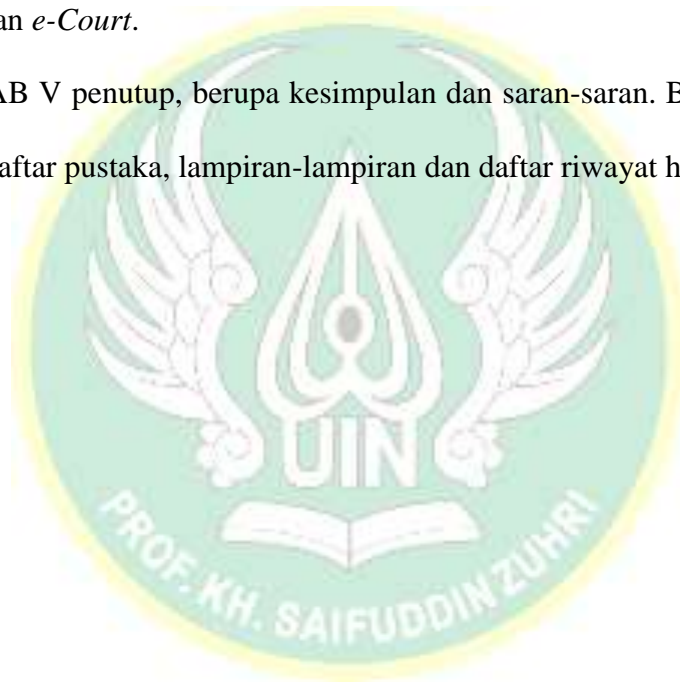 an e-Court.
AB V penutup, berupa kesimpulan dan saran-saran. B
aftar pustaka, lampiran-lampiran dan daftar riwayat h
UIN
PROF. KH. SAIFUDDIN ZUHRI